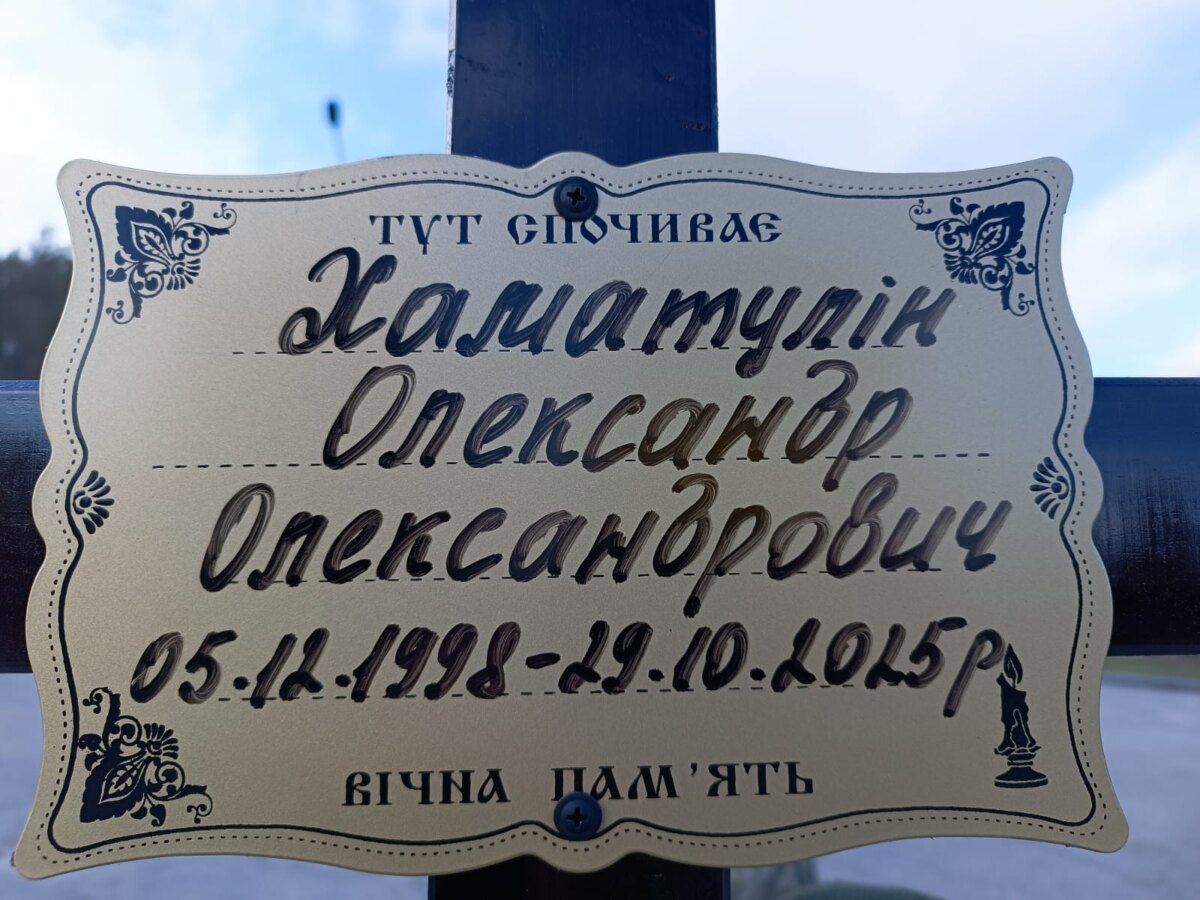 ТУТ СПОЧИВАЄ
Хаматулін
Олександр
Олександрович
05.12.1998-29.10.2025р.
ВІЧНА ПАМ'ЯТЬ